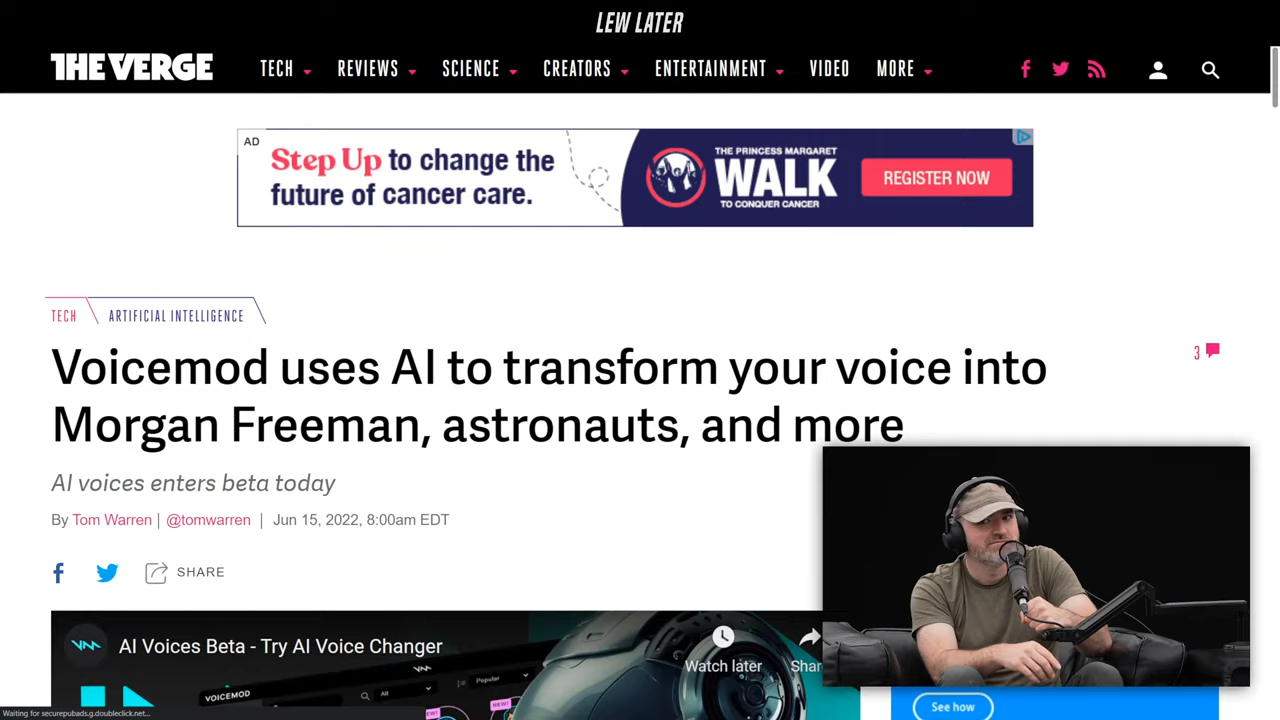 LEW LATER
THE VERGE
TECH REVIEWS SCIENCE CREATORS ENTERTAINMENT VIDEO MORE
AD
Step Up to change the
future of cancer care.
THE PRINCESS MARGARET
WALK
TO CONQUER CANCER
REGISTER NOW
TECH ARTIFICIAL INTELLIGENCE
Voicemod uses AI to transform your voice into
Morgan Freeman, astronauts, and more
3
AI voices enters beta today
By Tom Warren | @tomwarren | Jun 15, 2022, 8:00am EDT
SHARE
AI Voices Beta - Try AI Voice Changer
Watch later
Shar
VOICEMOD
All
Popular
See how
Waiting for securepubads.g.doubleclick.net...